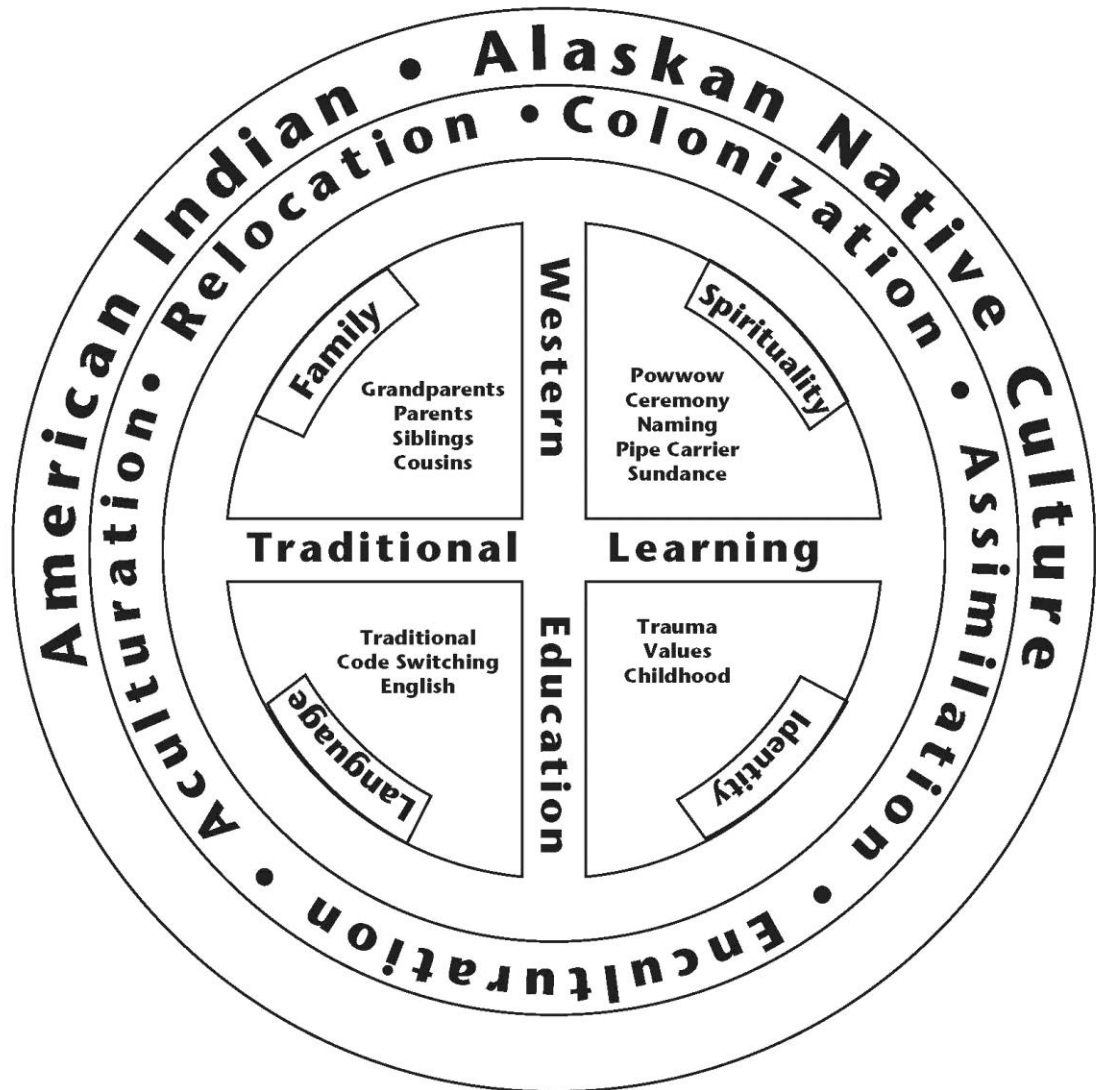 American Indian • Alaskan Native Culture
Relocation • Colonization • Assimilation • Enculturation • Aculturation •
Family
Grandparents
Parents
Siblings
Cousins
Western
Spirituality
Powwow
Ceremony
Naming
Pipe Carrier
Sundance
Traditional Learning
Traditional
Code Switching
English
Language
Education
Trauma
Values
Childhood
Identity